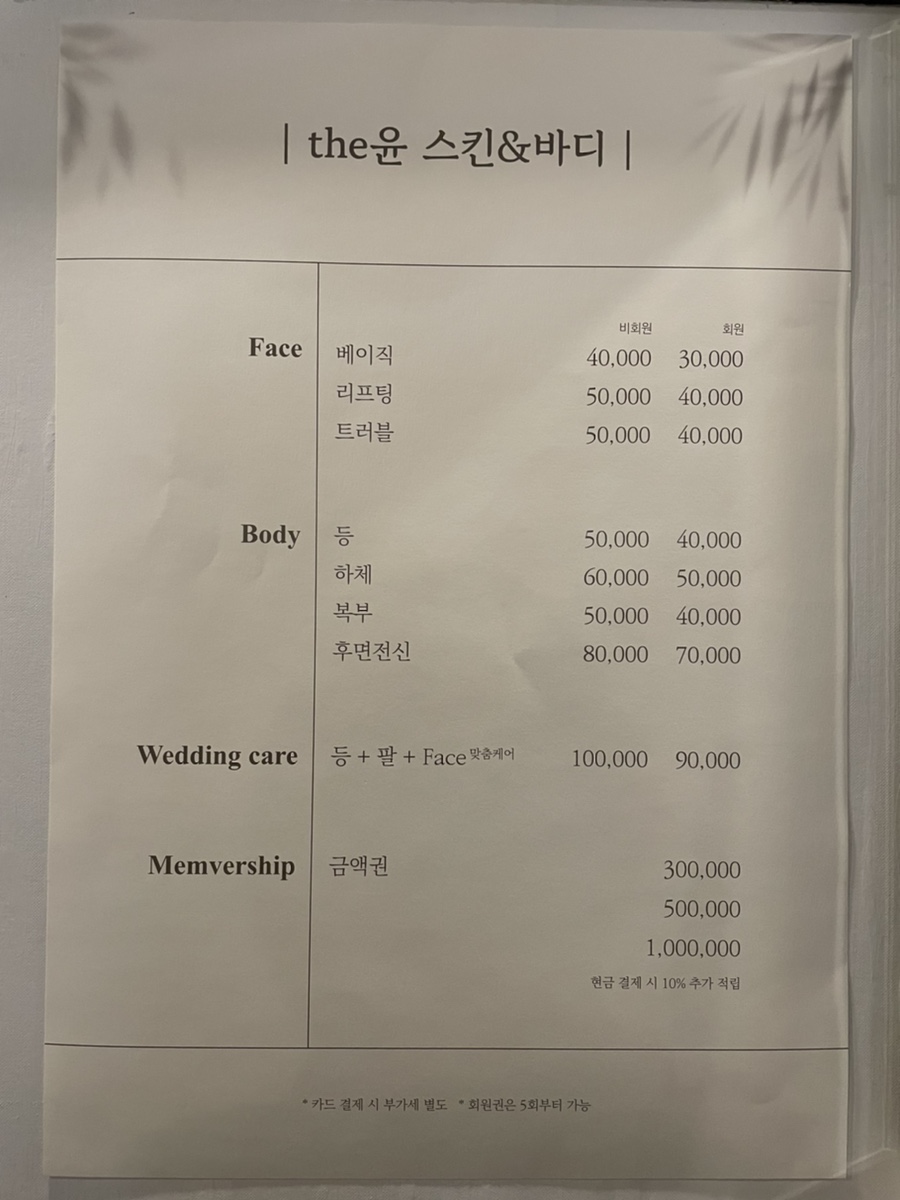 | the윤 스킨&바디 |
비회원 회원
Face 베이직 40,000 30,000
리프팅 50,000 40,000
트러블 50,000 40,000
Body 등 50,000 40,000
하체 60,000 50,000
복부 50,000 40,000
후면전신 80,000 70,000
Wedding care 등 + 팔 + Face 맞춤케어 100,000 90,000
Memvership 금액권 300,000
500,000
1,000,000
현금 결제 시 10% 추가 적립
* 카드 결제 시 부가세 별도 * 회원권은 5회부터 가능